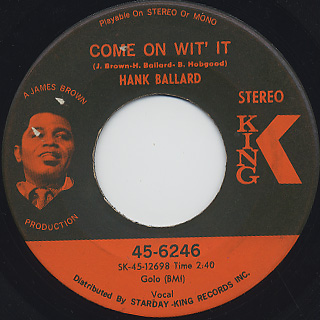 Playable On STEREO Or MONO
COME ON WIT' IT
(J. Brown-H. Ballard- B. Hobgood)
HANK BALLARD
A JAMES BROWN
PRODUCTION
STEREO
KING
K
45-6246
SK-45-12698 Time 2:40
Golo (BMI)
Vocal
Distributed By STARDAY-KING RECORDS INC.